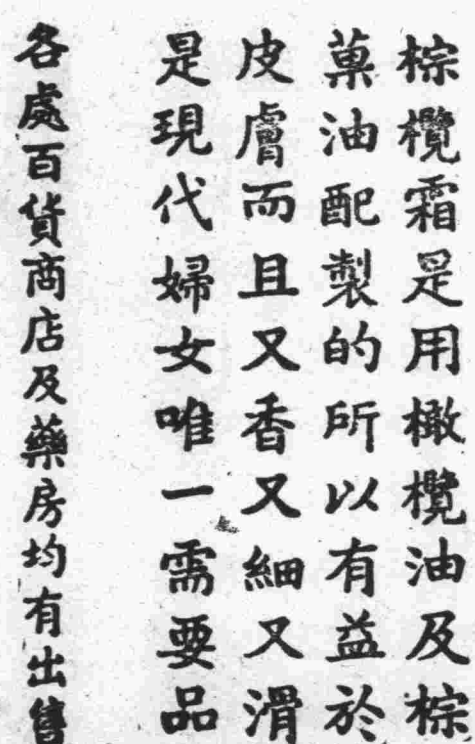 棕欖霜是用橄欖油及棕
菓油配製的所以有益於
皮膚而且又香又細又滑
是現代婦女唯一需要品
各處百貨商店及藥房均有出售